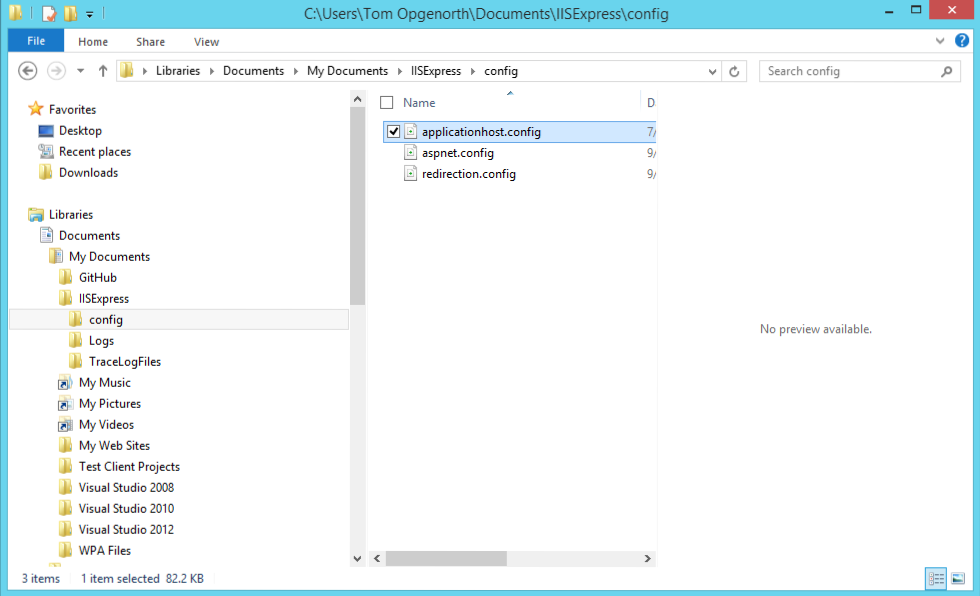 C:\Users\Tom Opgenorth\Documents\IISExpress\config
File Home Share View
Libraries Documents My Documents IISExpress config
Search config
Favorites
Desktop
Recent places
Downloads
Libraries
Documents
My Documents
GitHub
IISExpress
config
Logs
TraceLogFiles
My Music
My Pictures
My Videos
My Web Sites
Test Client Projects
Visual Studio 2008
Visual Studio 2010
Visual Studio 2012
WPA Files
Name D
applicationhost.config 7/
aspnet.config 9/
redirection.config 9/
No preview available.
3 items 1 item selected 82.2 KB